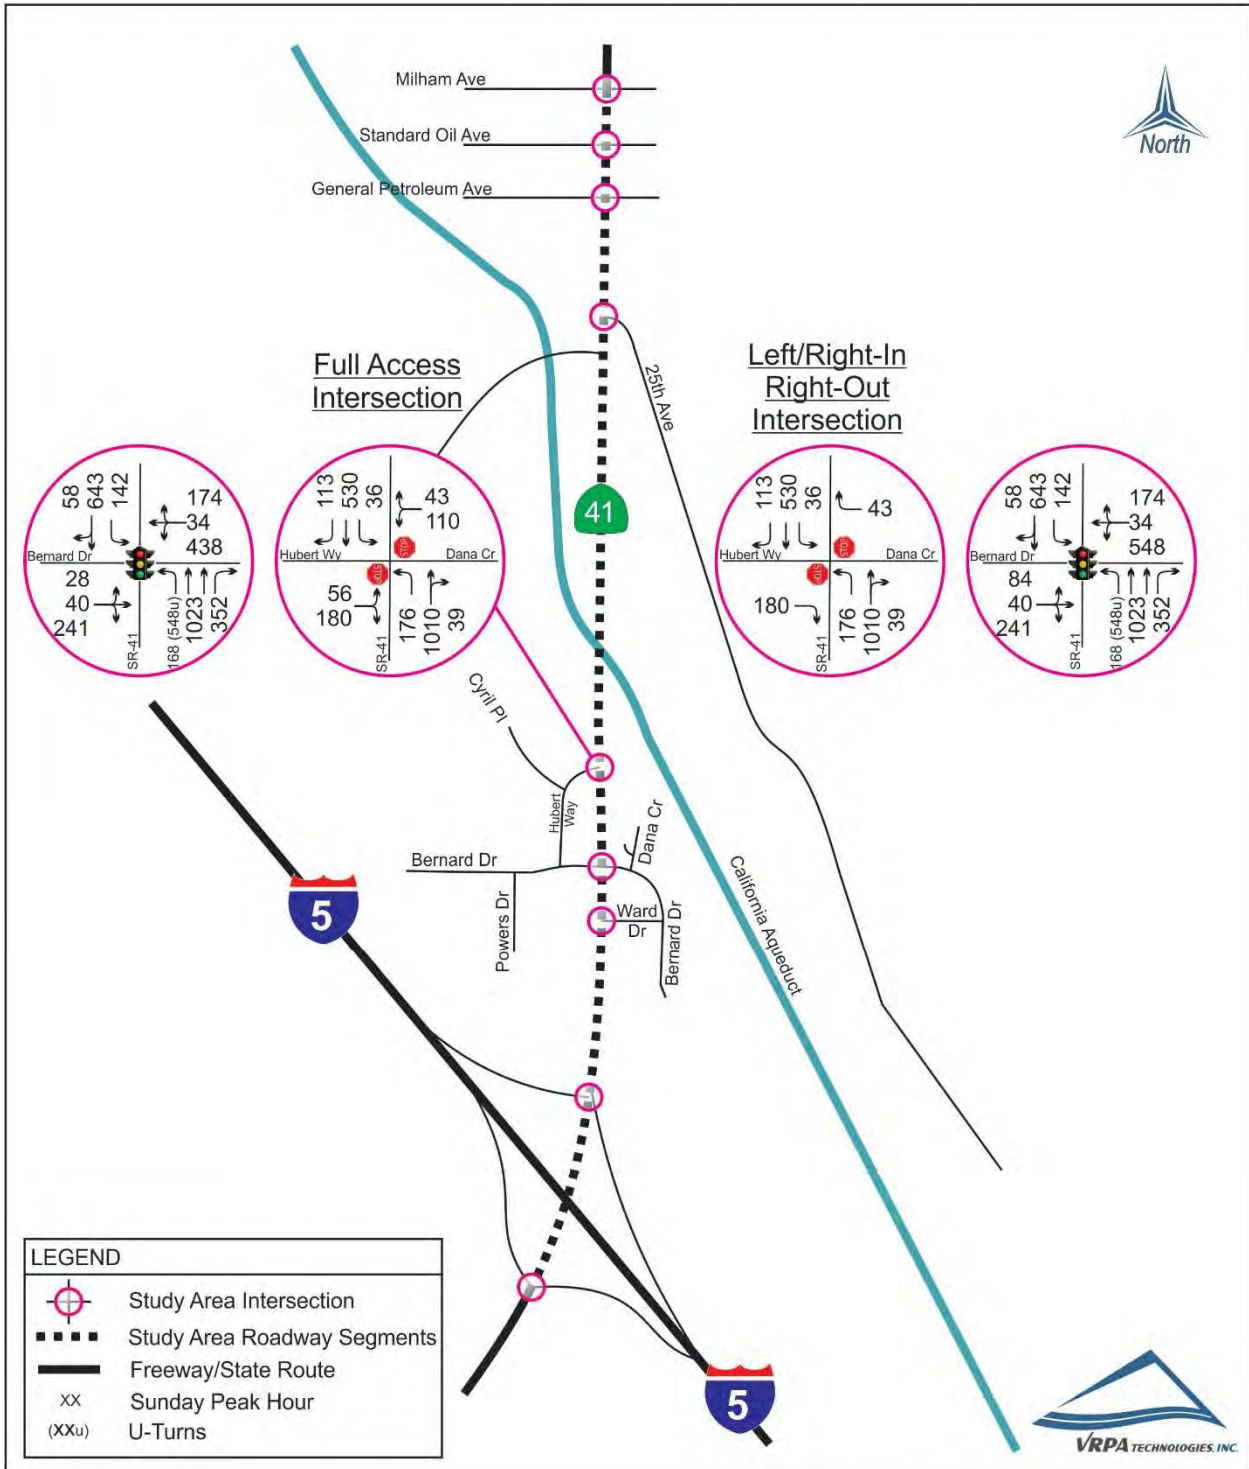 Milham Ave
Standard Oil Ave
General Petroleum Ave
North
Full Access
Intersection
Left/Right-In
Right-Out
Intersection
25th Ave
41
58
643
142
174
34
438
Bernard Dr
28
40
241
SR-41
168 (548u)
1023
352
113
530
36
43
110
STOP
Hubert Wy
Dana Cr
STOP
56
180
SR-41
176
1010
39
113
530
36
43
STOP
Hubert Wy
Dana Cr
STOP
180
SR-41
176
1010
39
58
643
142
174
34
548
Bernard Dr
84
40
241
SR-41
168 (548u)
1023
352
Cyril Pl
Hubert
Way
Dana Cr
Bernard Dr
Powers Dr
Ward
Dr
Bernard Dr
California Aqueduct
5
5
LEGEND
Study Area Intersection
Study Area Roadway Segments
Freeway/State Route
XX Sunday Peak Hour
(XXu) U-Turns
VRPA TECHNOLOGIES, INC.